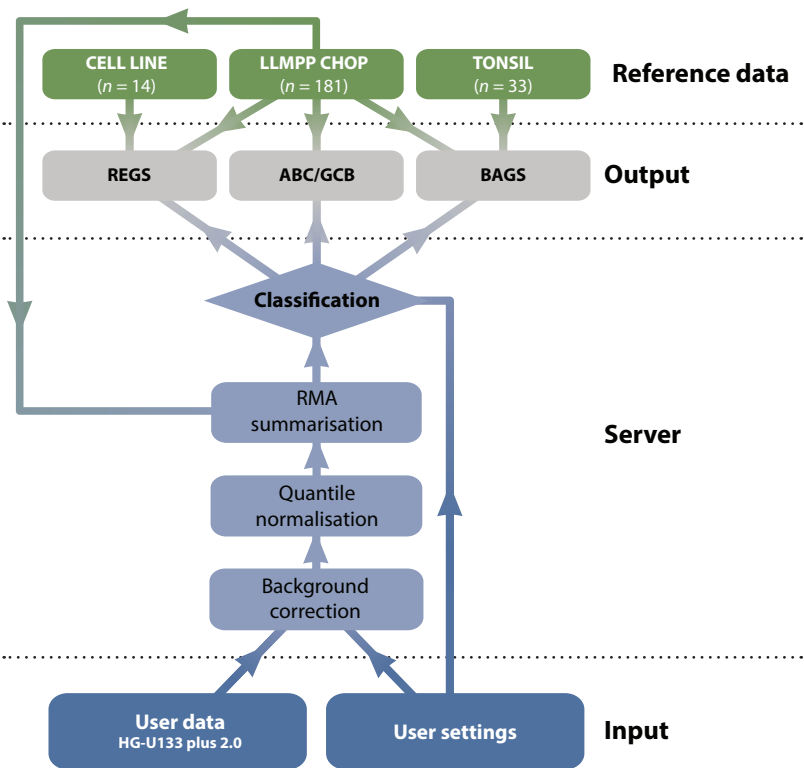 CELL LINE
(n = 14)
LLMPP CHOP
(n = 181)
TONSIL
(n = 33)
Reference data
REGS
ABC/GCB
BAGS
Output
Classification
RMA
summarisation
Server
Quantile
normalisation
Background
correction
User data
HG-U133 plus 2.0
User settings
Input